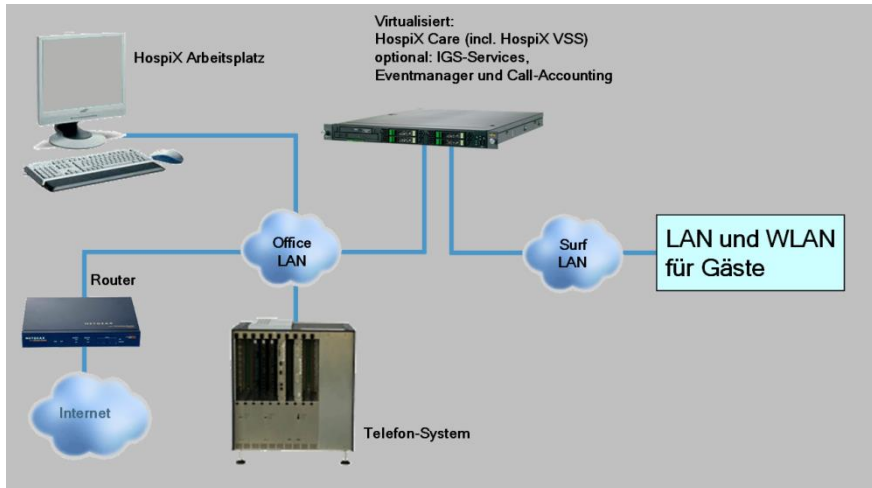 Virtualisiert:
HospiX Care (incl. HospiX VSS)
optional: IGS-Services,
Eventmanager und Call-Accounting
HospiX Arbeitsplatz
Office
LAN
Surf
LAN
LAN und WLAN
für Gäste
Router
NETGEAR
Internet
Telefon-System